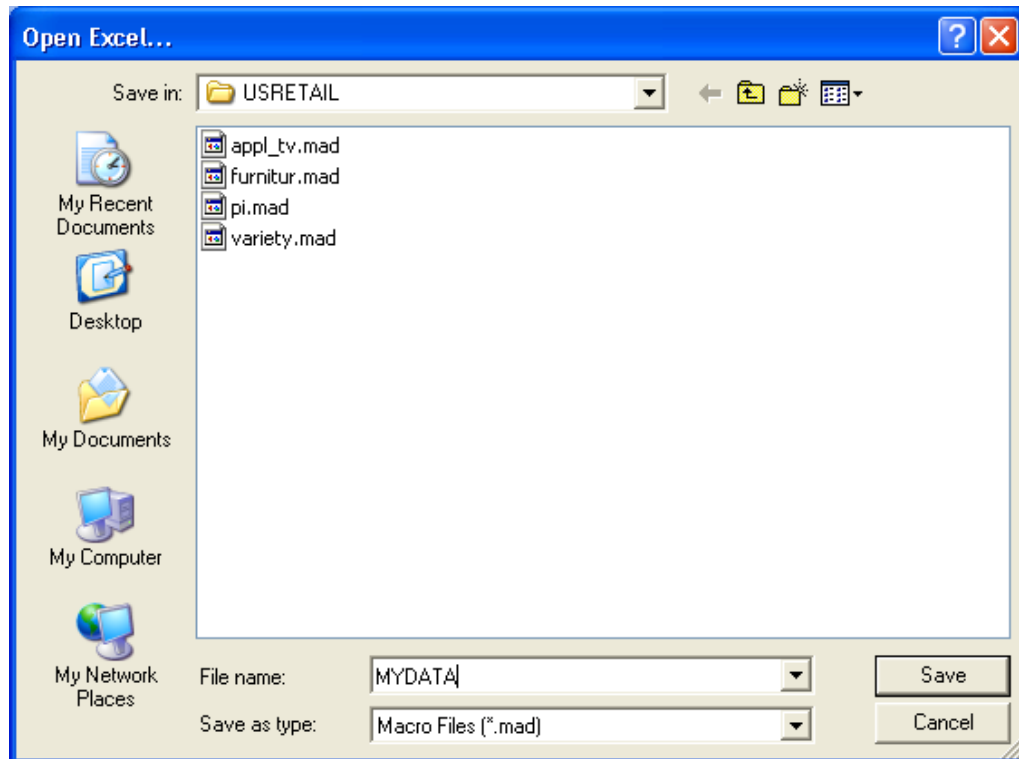 Open Excel...
Save in: USRETAIL
appl_tv.mad
furnitur.mad
pi.mad
variety.mad
My Recent
Documents
Desktop
My Documents
My Computer
My Network
Places
File name: MYDATA Save
Save as type: Macro Files (*.mad) Cancel